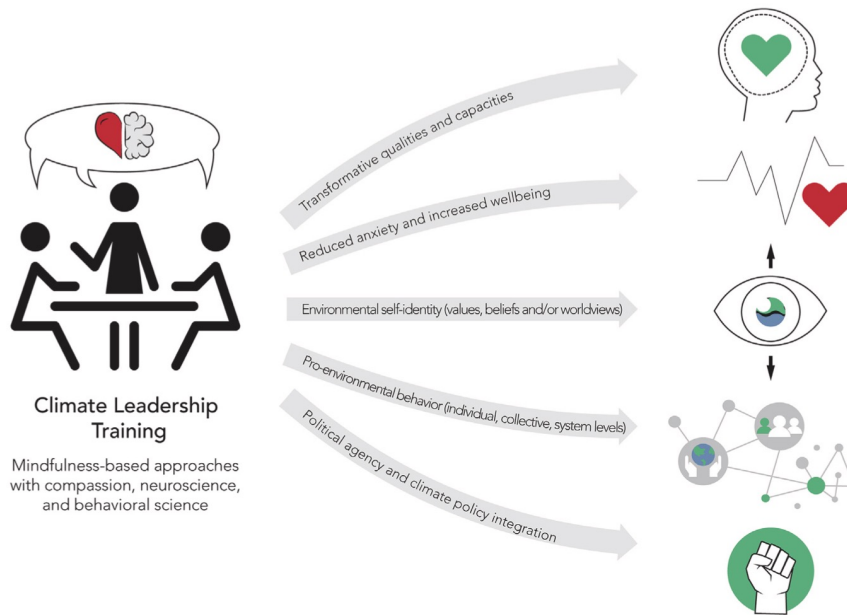 Transformative qualities and capacities
Reduced anxiety and increased wellbeing
Environmental self-identity (values, beliefs and/or worldviews)
Pro-environmental behavior (individual, collective, system levels)
Political agency and climate policy integration
Climate Leadership
Training
Mindfulness-based approaches
with compassion, neuroscience,
and behavioral science